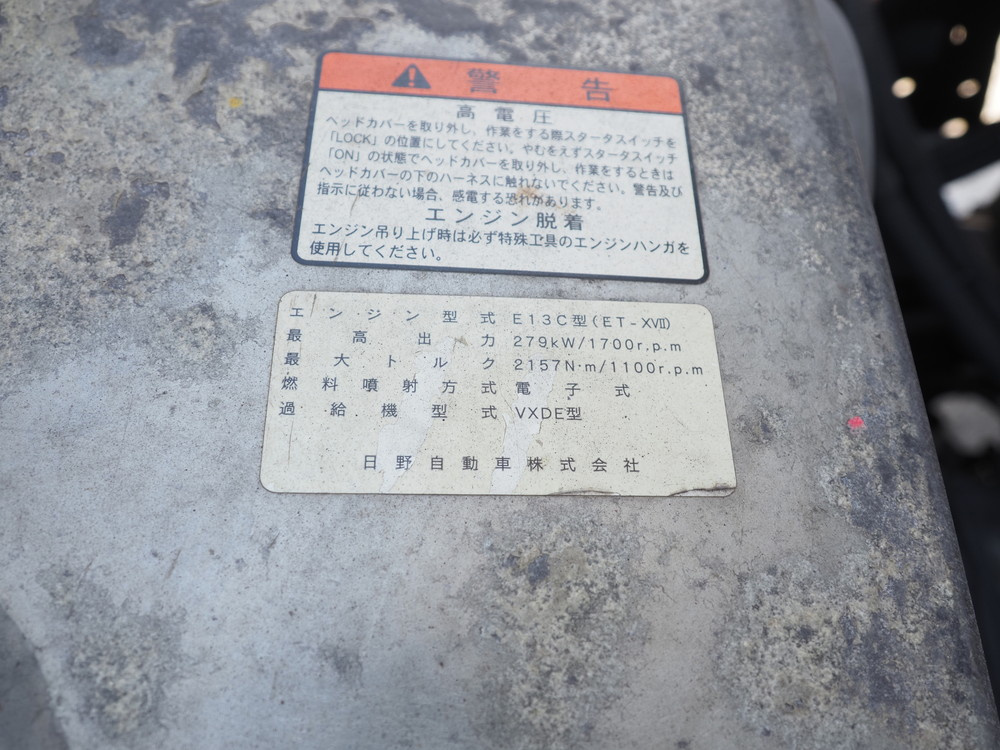 警告
高電圧
ヘッドカバーを取り外し、作業をする際スタータスイッチを
「LOCK」の位置にしてください。やむをえずスタータスイッチ
「ON」の状態でヘッドカバーを取り外し、作業をするときは
ヘッドカバーの下のハーネスに触れないでください。警告及び
指示に従わない場合、感電する恐れがあります。
エンジン脱着
エンジン吊り上げ時は必ず特殊工具のエンジンハンガを
使用してください。
エンジン型式 E13C型(ET-XVII)
最高出力 279kW/1700r.p.m
最大トルク 2157N·m/1100r.p.m
燃料噴射方式 電子式
過給機型式 VXDE型
日野自動車株式会社